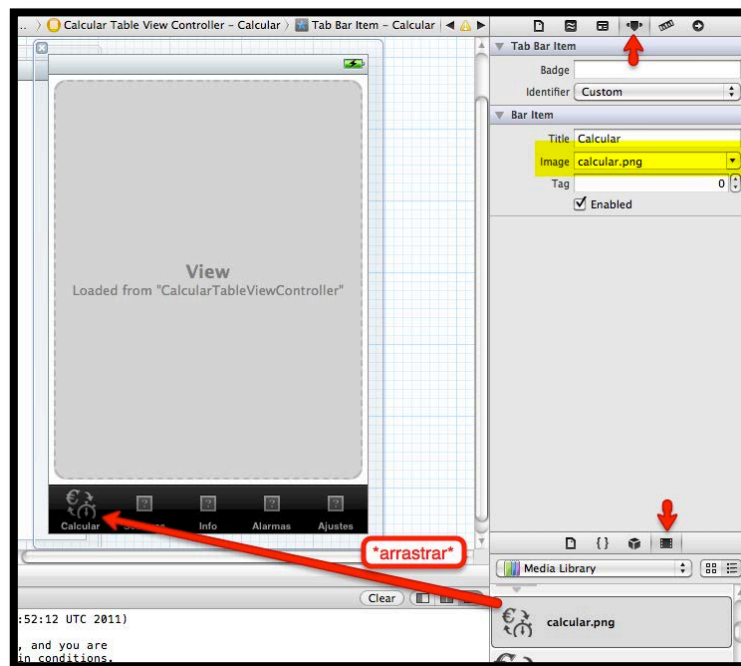 ... 〉 Calcular Table View Controller – Calcular 〉 Tab Bar Item – Calcular
Tab Bar Item
Badge
Identifier Custom
Bar Item
Title Calcular
Image calcular.png
Tag 0
Enabled
View
Loaded from "CalcularTableViewController"
Calcular
Info
Alarmas
Ajustes
*arrastrar*
{}
Media Library
Clear
:52:12 UTC 2011)
, and you are
in conditions.
calcular.png